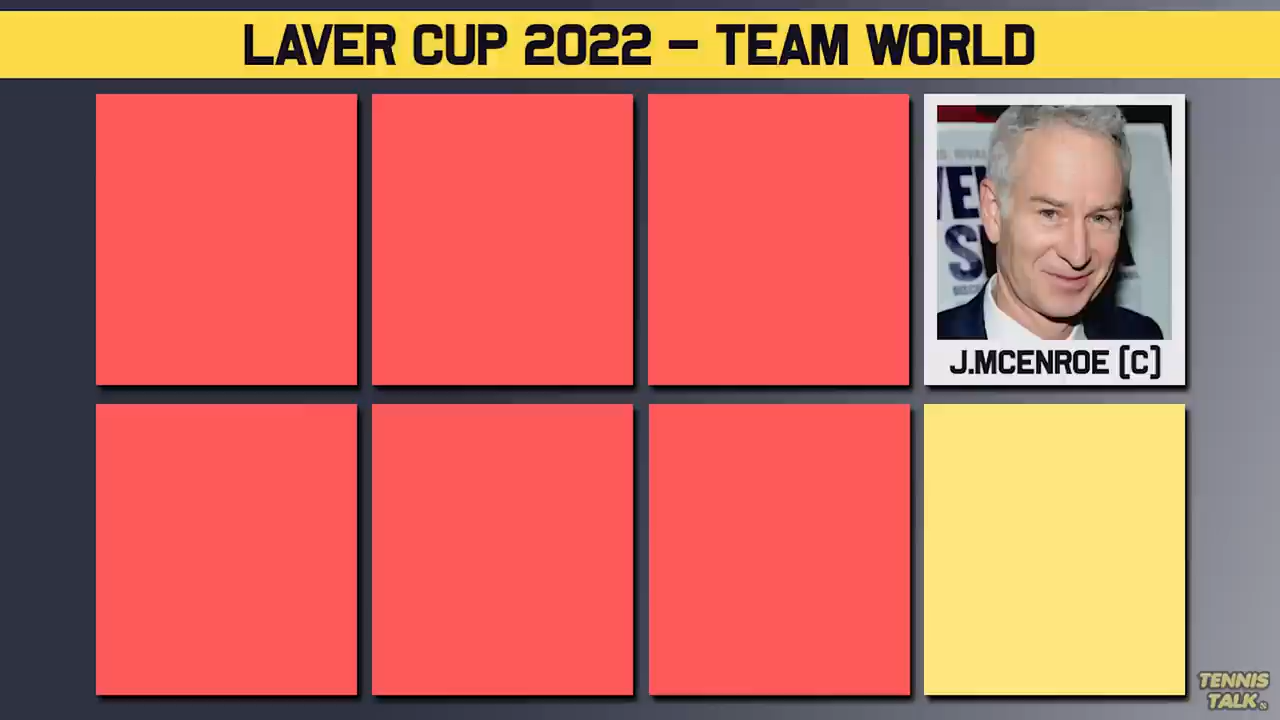 LAVER CUP 2022 – TEAM WORLD
J.MCENROE (C)
TENNIS
TALK